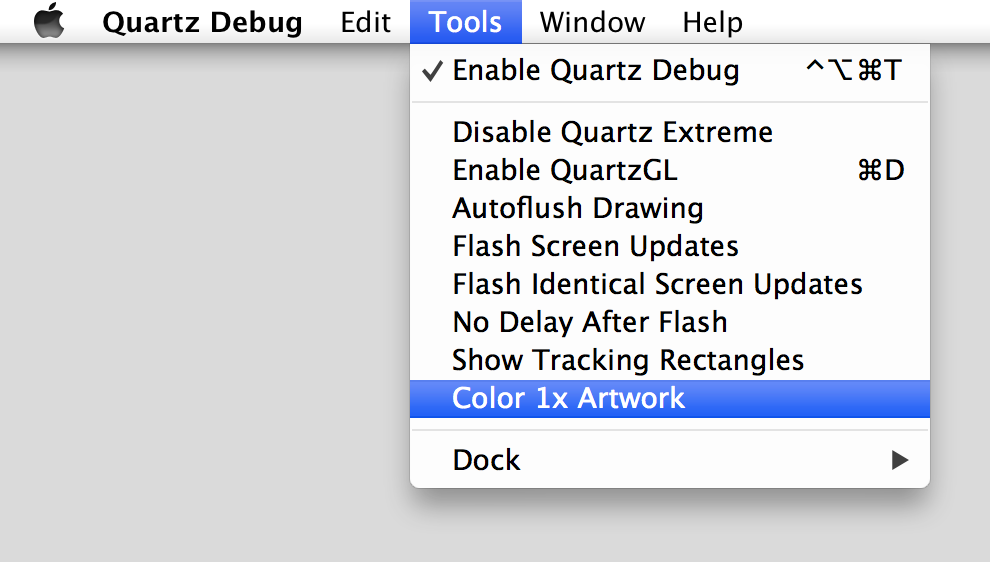 Quartz Debug Edit Tools Window Help
✓ Enable Quartz Debug ^⌥⌘T
Disable Quartz Extreme
Enable QuartzGL ⌘D
Autoflush Drawing
Flash Screen Updates
Flash Identical Screen Updates
No Delay After Flash
Show Tracking Rectangles
Color 1x Artwork
Dock ▶